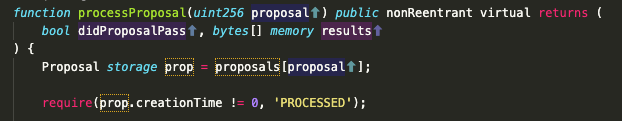 function processProposal(uint256 proposal⬆) public nonReentrant virtual returns (
bool didProposalPass⬆, bytes[] memory results⬆
) {
Proposal storage prop = proposals[proposal⬆];
require(prop.creationTime != 0, 'PROCESSED');